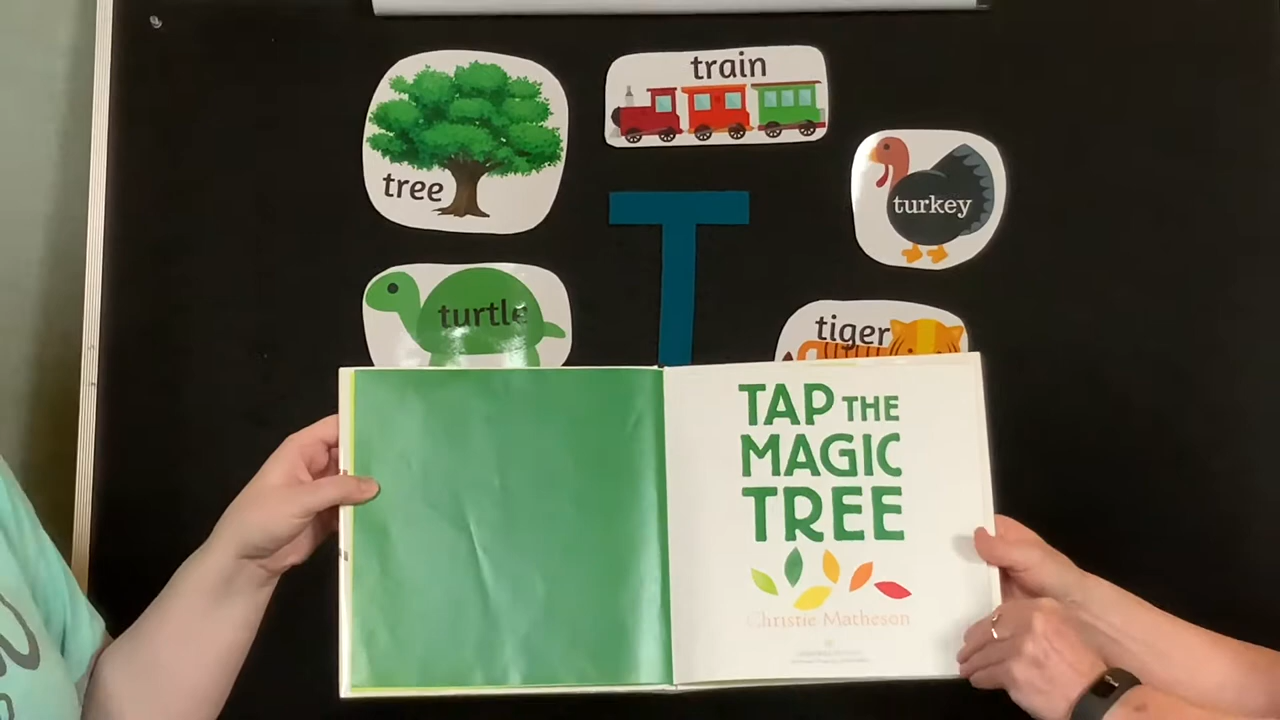 train
tree
turkey
T
turtle
tiger
TAP THE
MAGIC
TREE
Christie Matheson